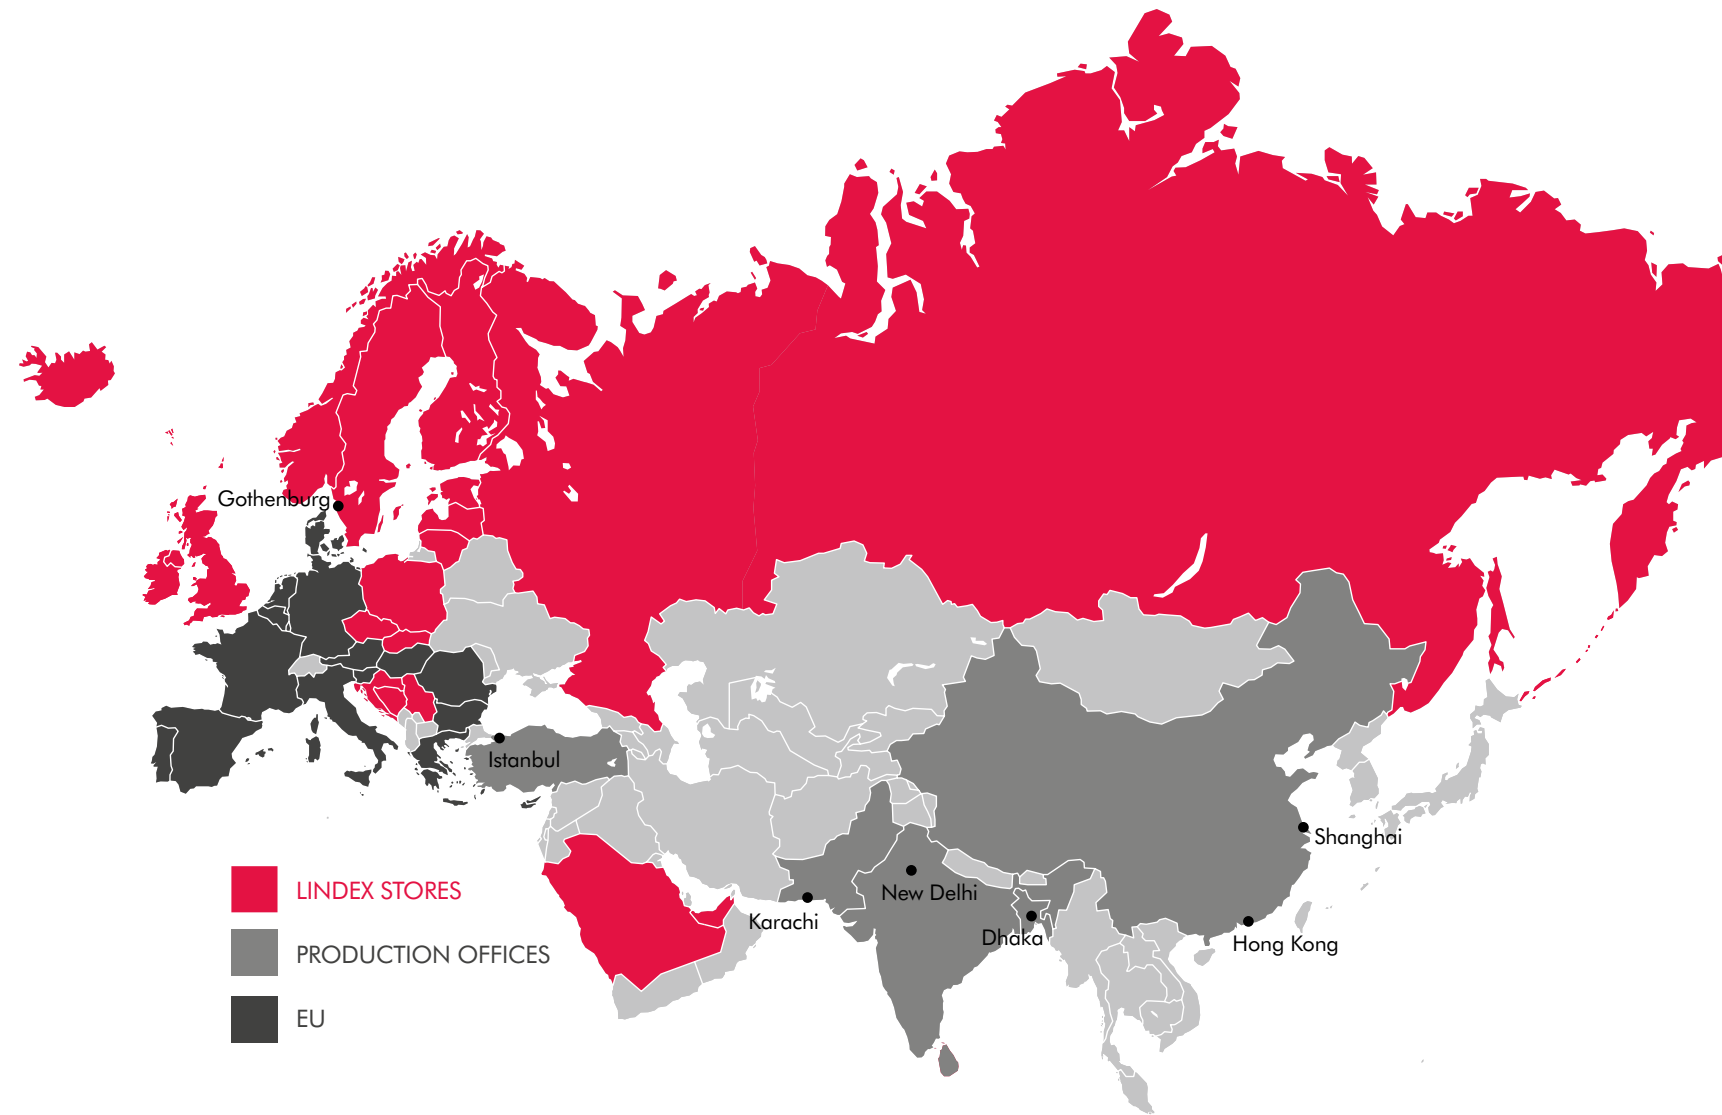 Gothenburg
Istanbul
Shanghai
LINDEX STORES
New Delhi
Karachi
Dhaka
Hong Kong
PRODUCTION OFFICES
EU